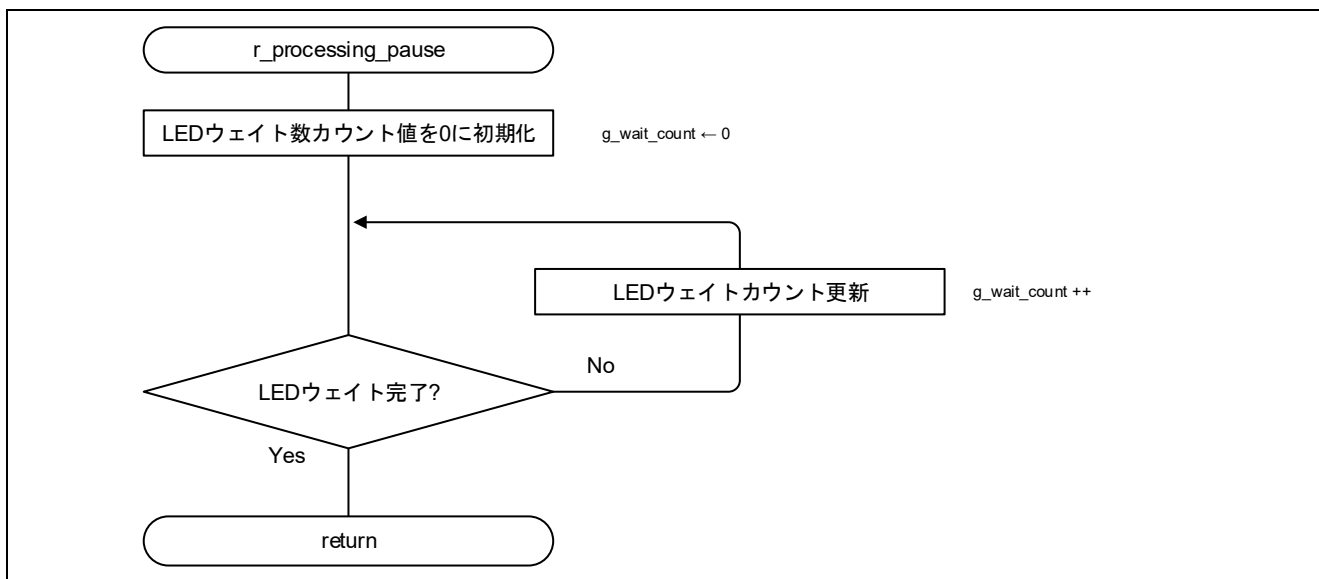 r_processing_pause
LEDウェイト数カウント値を0に初期化
g_wait_count ← 0
LEDウェイトカウント更新
g_wait_count ++
No
LEDウェイト完了?
Yes
return